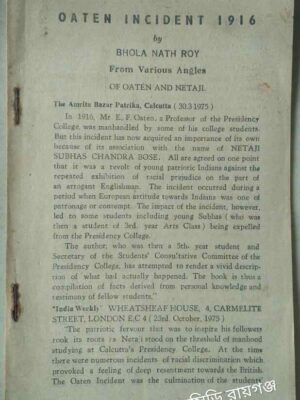 OATEN INCIDENT 1916
by
BHOLA NATH ROY
From Various Angles
OF OATEN AND NETAJI.
The Amrita Bazar Patrika, Calcutta ( 30.3.1975 )
In 1916, Mr. E. F. Oaten, a Professor of the Presidency
College, was manhandled by some of his college students.
But this incident has now acquired an importance of its own
because of its association with the name of NETAJI
SUBHAS CHANDRA BOSE. All are agreed on one point
that it was a revolt of young patriotic Indians against the
repeated exhibition of racial prejudice on the part of
an arrogant Englishman. The incident occurred during a
period when European attitude towards Indians was one of
patronage or contempt. The impact of the incident, however,
led to some students including young Subhas ( who was
then a student of 3rd. year Arts Class ) being expelled
from the Presidency College.
The author, who was then a 5th. year student and
Secretary of the Students' Consultative Committee of the
Presidency College, has attempted to render a vivid descrip-
tion of what had actually happened. The book is thus a
compilation of facts derived from personal knowledge and
testimony of fellow students."
"India Weekly" WHEATSHEAF HOUSE, 4, CARMELITE
STREET, LONDON E.C 4 ( 23rd. October, 1975 )
"The patriotic fervour that was to inspire his followers
took its roots as Netaji stood on the threshold of manhood
studying at Calcutta's Presidency College. At the time
there were numerous incidents of racial discrimination which
provoked a feeling of deep resentment towards the British.
The Oaten Incident was the culmination of the students'
রায়গঞ্জ